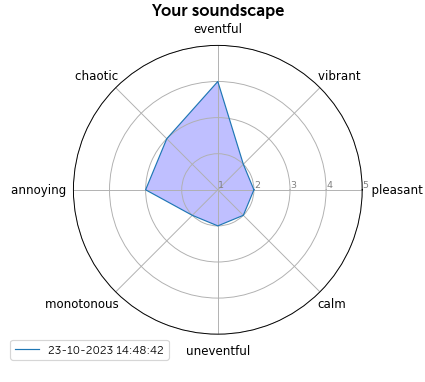 Your soundscape
eventful
chaotic
vibrant
annoying
1
2
3
4
5
pleasant
monotonous
calm
uneventful
23-10-2023 14:48:42